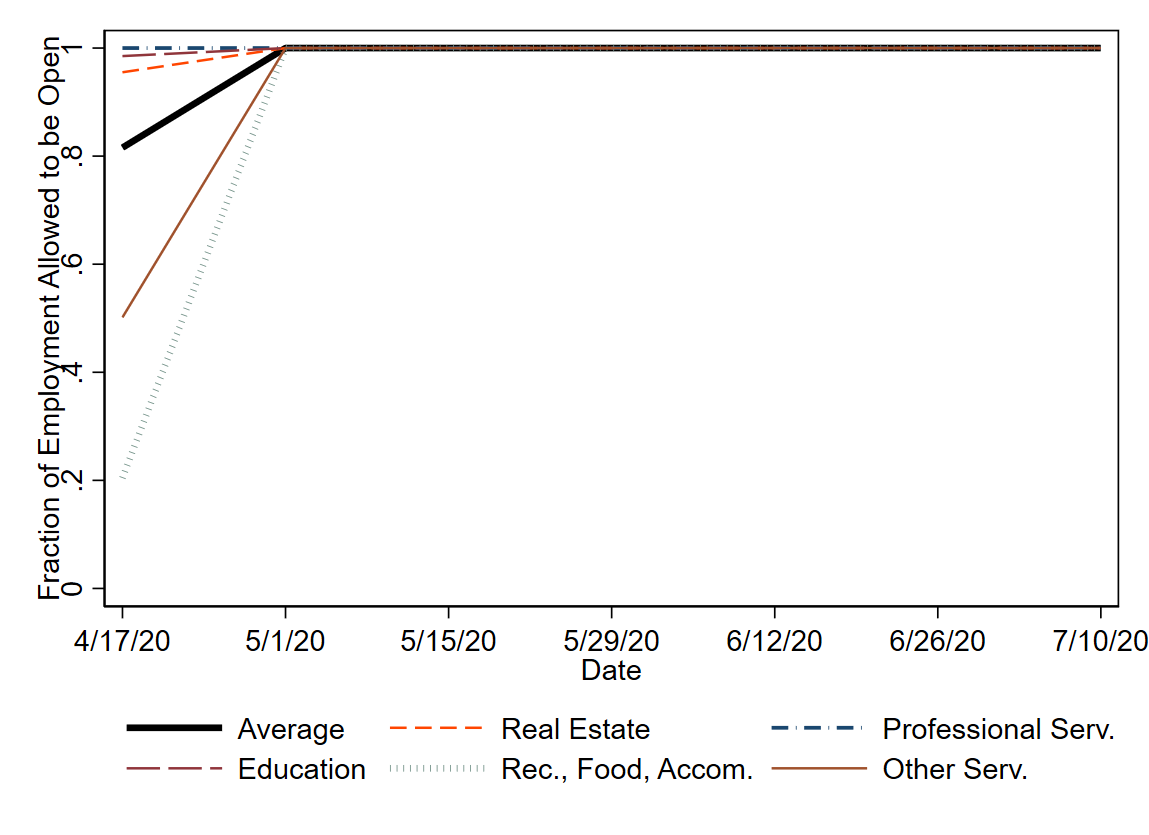 Fraction of Employment Allowed to be Open
1
.8
.6
.4
.2
0
4/17/20 5/1/20 5/15/20 5/29/20 6/12/20 6/26/20 7/10/20
Date
Average Real Estate Professional Serv.
Education Rec., Food, Accom. Other Serv.